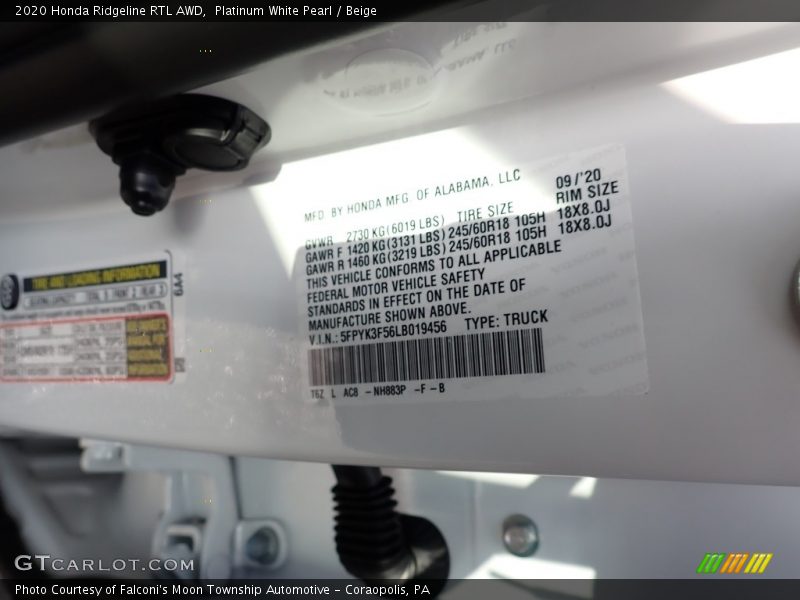 2020 Honda Ridgeline RTL AWD,  Platinum White Pearl / Beige
MFD. BY HONDA MFG. OF ALABAMA, LLC 09/'20
GVWR 2730 KG(6019 LBS) TIRE SIZE RIM SIZE
GAWR F 1420 KG(3131 LBS) 245/60R18 105H 18X8.0J
GAWR R 1460 KG(3219 LBS) 245/60R18 105H 18X8.0J
THIS VEHICLE CONFORMS TO ALL APPLICABLE
FEDERAL MOTOR VEHICLE SAFETY
STANDARDS IN EFFECT ON THE DATE OF
MANUFACTURE SHOWN ABOVE.
V.I.N.: 5FPYK3F56LB019456 TYPE: TRUCK
T6Z L AC8 -NH883P -F-B
TIRE AND LOADING INFORMATION
6A4
GTCARLOT.COM
Photo Courtesy of Falconi's Moon Township Automotive - Coraopolis, PA